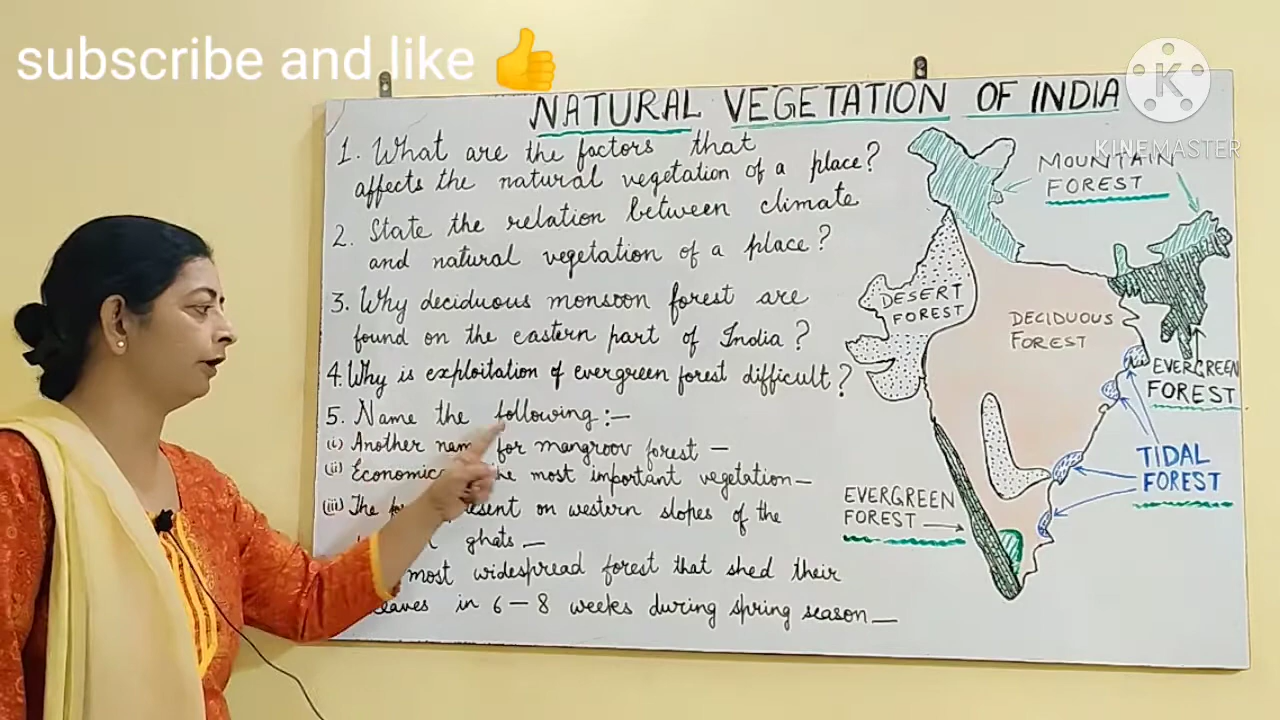 subscribe and like 👍
NATURAL VEGETATION OF INDIA
K
KINEMASTER
1. What are the factors that
affects the natural vegetation of a place?
2. State the relation between climate
and natural vegetation of a place?
3. Why deciduous monsoon forest are
found on the eastern part of India?
4. Why is exploitation of evergreen forest difficult?
5. Name the following:—
(i) Another for mangroov forest —
(ii) most important vegetation—
(iii) The on western slopes of the
ghats —
most widespread forest that shed their
leaves in 6 — 8 weeks during spring season —
MOUNTAIN
FOREST
DESERT
FOREST
DECIDUOUS
FOREST
EVERGREEN
FOREST
TIDAL
FOREST
EVERGREEN
FOREST